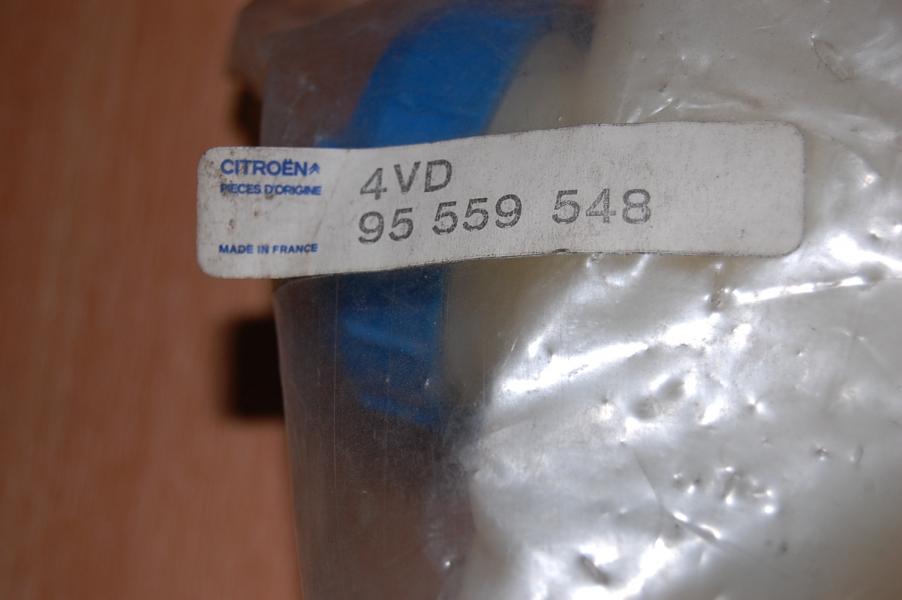 CITROËN
PIECES D'ORIGINE
MADE IN FRANCE
4VD
95 559 548